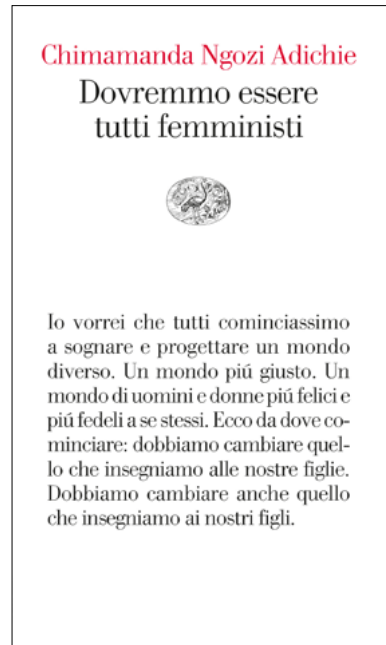 Chimamanda Ngozi Adichie
Dovremmo essere
tutti femministi
Io vorrei che tutti cominciassimo
a sognare e progettare un mondo
diverso. Un mondo piú giusto. Un
mondo di uomini e donne piú felici e
piú fedeli a se stessi. Ecco da dove co-
minciare: dobbiamo cambiare quel-
lo che insegniamo alle nostre figlie.
Dobbiamo cambiare anche quello
che insegniamo ai nostri figli.